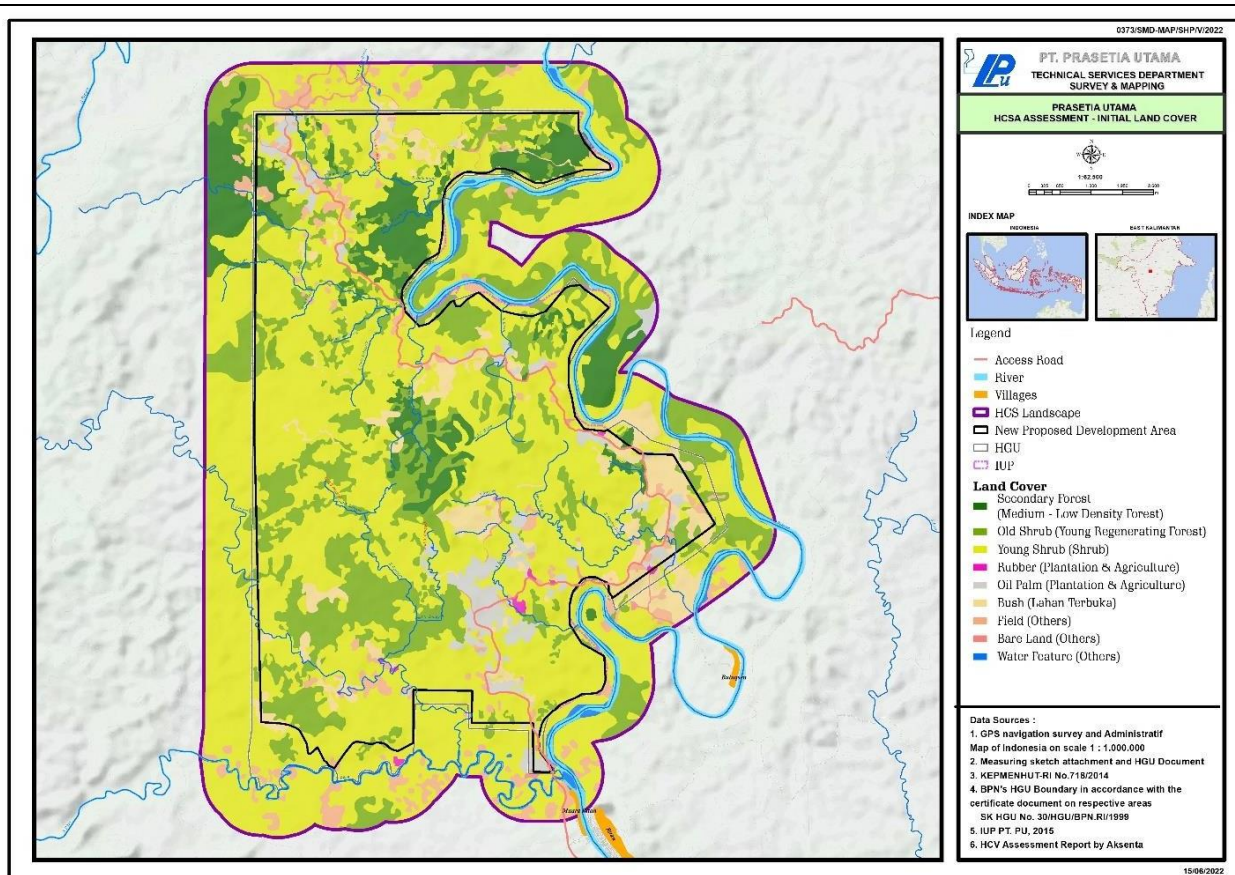 0373/SMD-MAP/SHP/V/2022
PT. PRASETIA UTAMA
TECHNICAL SERVICES DEPARTMENT
SURVEY & MAPPING
PRASETIA UTAMA
HCSA ASSESSMENT - INITIAL LAND COVER
1:62.900
INDEX MAP
INDONESIA
EAST KALIMANTAN
Legend
Access Road
River
Villages
HCS Landscape
New Proposed Development Area
HGU
IUP
Land Cover
Secondary Forest
(Medium - Low Density Forest)
Old Shrub (Young Regenerating Forest)
Young Shrub (Shrub)
Rubber (Plantation & Agriculture)
Oil Palm (Plantation & Agriculture)
Bush (Lahan Terbuka)
Field (Others)
Bare Land (Others)
Water Feature (Others)
Data Sources :
1. GPS navigation survey and Administratif
Map of Indonesia on scale 1 : 1.000.000
2. Measuring sketch attachment and HGU Document
3. KEPMENHUT-RI No.718/2014
4. BPN's HGU Boundary in accordance with the
certificate document on respective areas
SK HGU No. 30/HGU/BPN.RI/1999
5. IUP PT. PU, 2015
6. HCV Assessment Report by Aksenta
15/06/2022